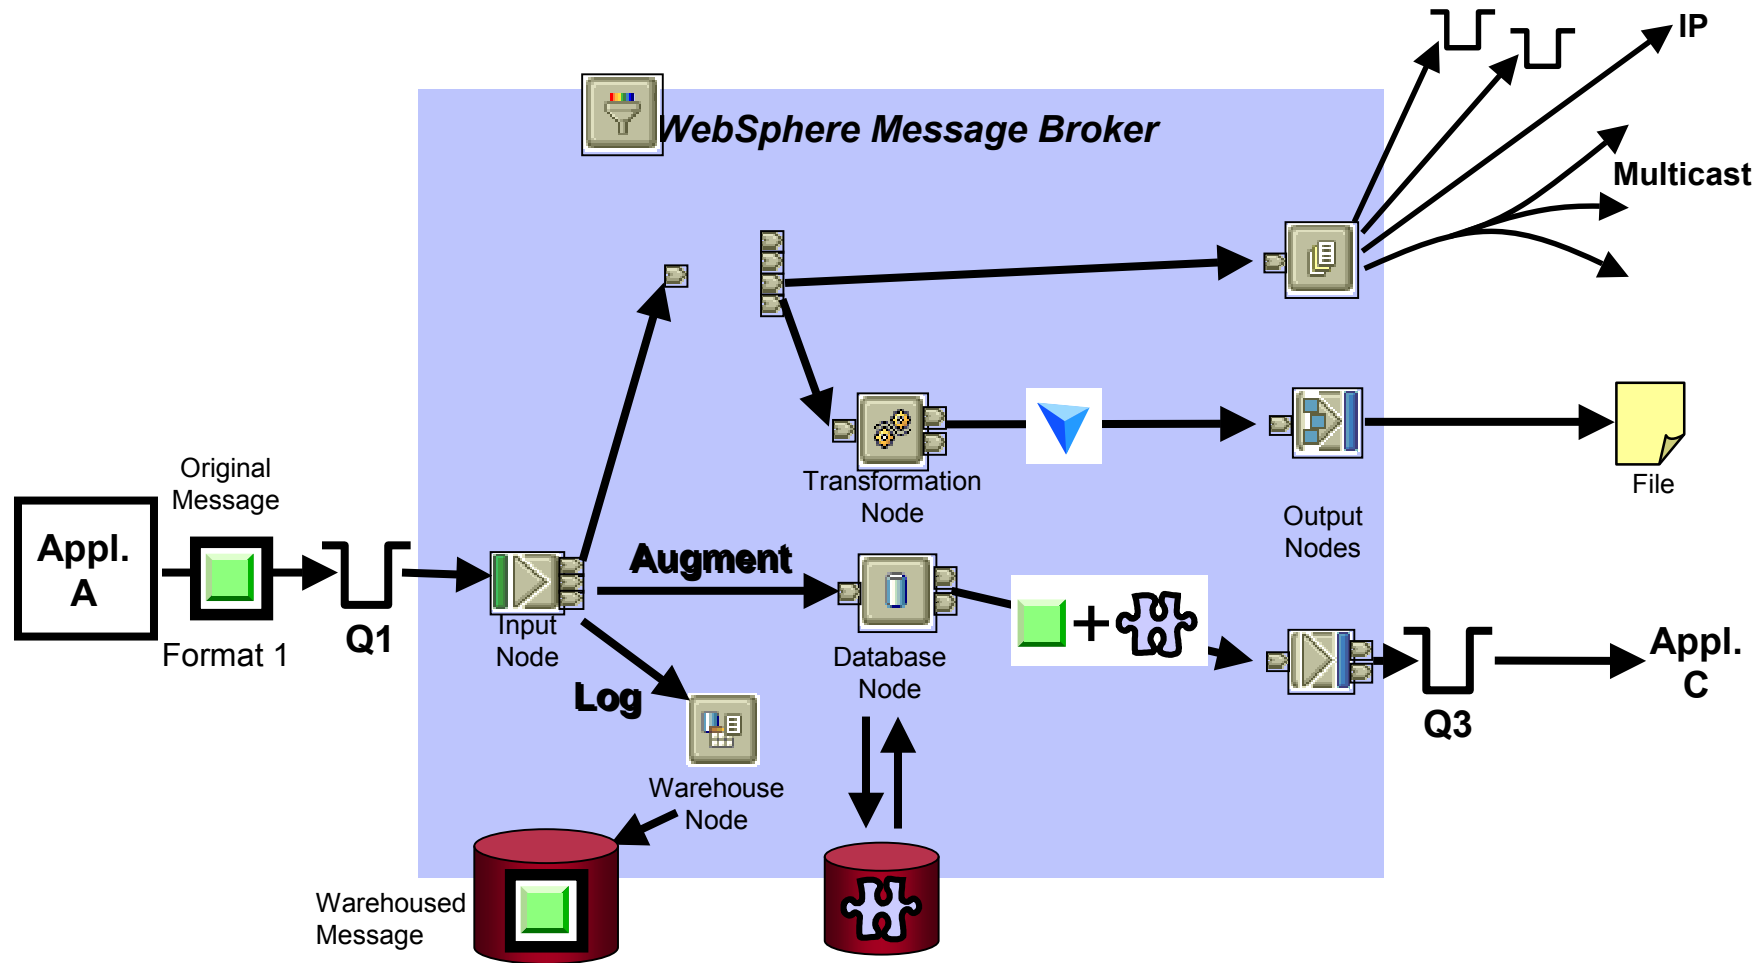 IP
WebSphere Message Broker
Multicast
Original
Message
Transformation
Node
File
Output
Nodes
Appl.
A
Augment
Format 1
Q1
Input
Node
Database
Node
Appl.
C
Log
Q3
Warehouse
Node
Warehoused
Message